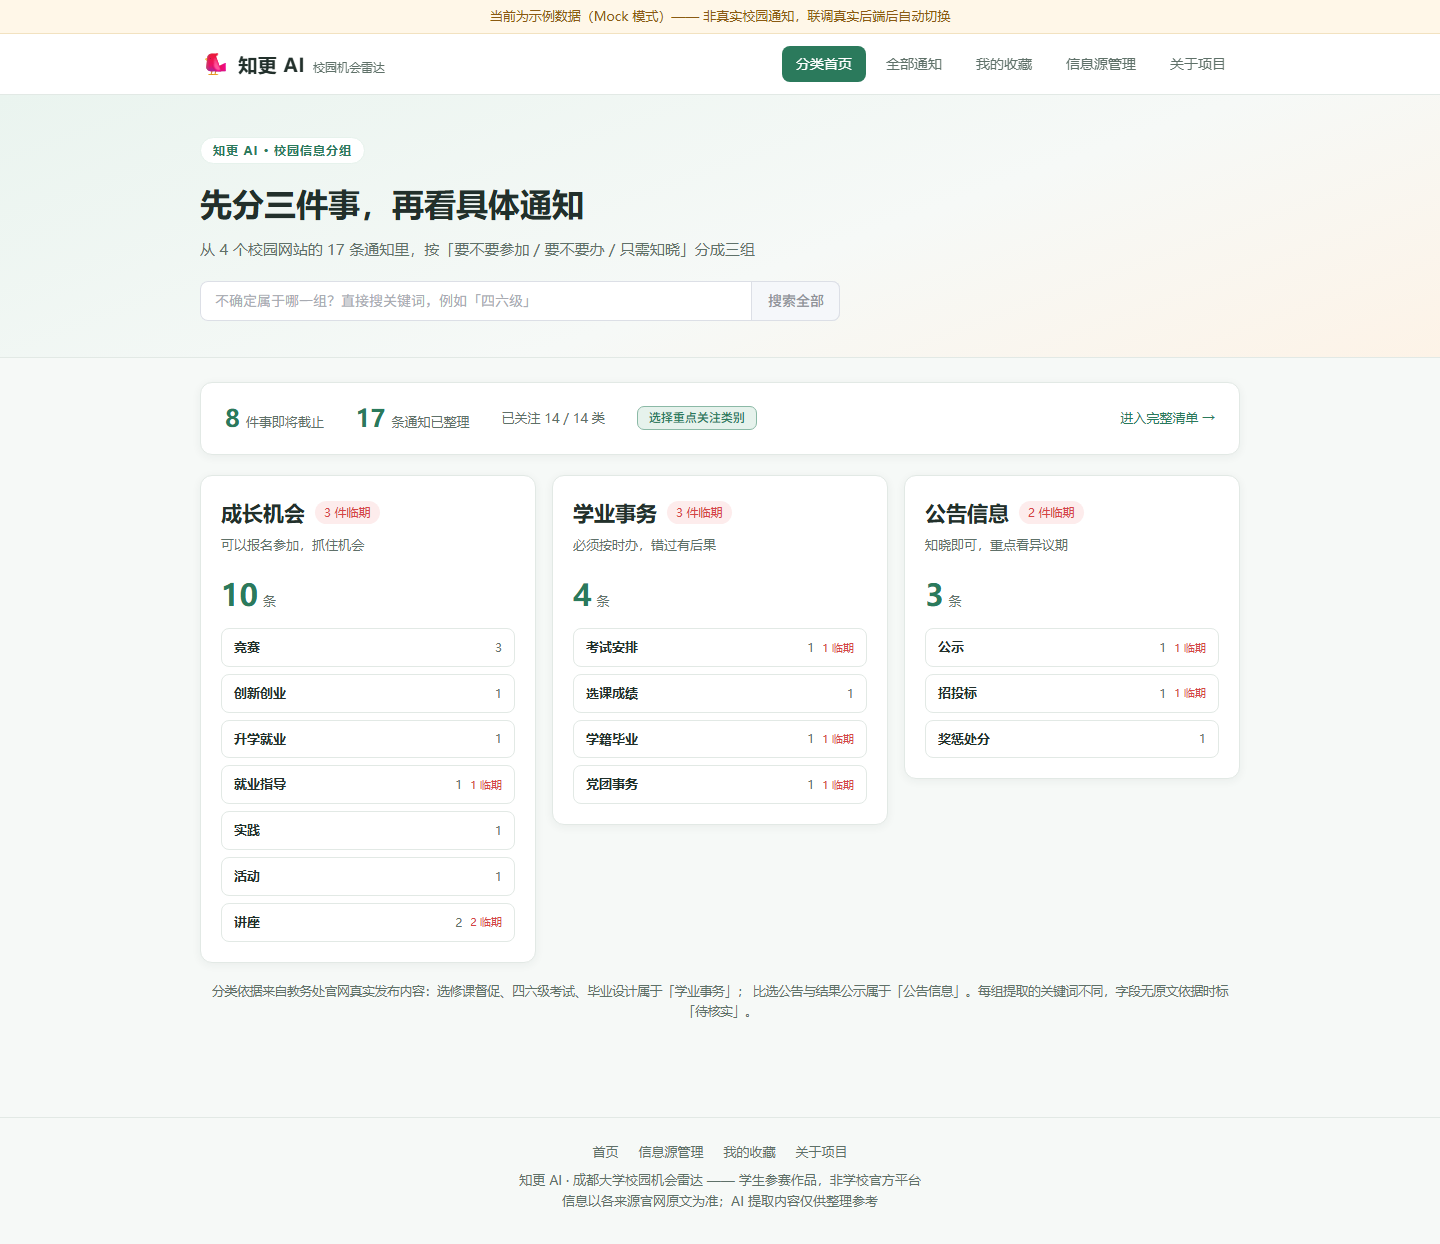 当前为示例数据（Mock 模式）—— 非真实校园通知，联调真实后端后自动切换
知更 AI 校园机会雷达
分类首页
全部通知
我的收藏
信息源管理
关于项目
知更 AI · 校园信息分组
先分三件事，再看具体通知
从 4 个校园网站的 17 条通知里，按「要不要参加 / 要不要办 / 只需知晓」分成三组
不确定属于哪一组？直接搜关键词，例如「四六级」
搜索全部
8 件事即将截止
17 条通知已整理
已关注 14 / 14 类
选择重点关注类别
进入完整清单 →
成长机会 3 件临期
可以报名参加，抓住机会
10 条
竞赛 3
创新创业 1
升学就业 1
就业指导 1 1 临期
实践 1
活动 1
讲座 2 2 临期
学业事务 3 件临期
必须按时办，错过有后果
4 条
考试安排 1 1 临期
选课成绩 1
学籍毕业 1 1 临期
党团事务 1 1 临期
公告信息 2 件临期
知晓即可，重点看异议期
3 条
公示 1 1 临期
招投标 1 1 临期
奖惩处分 1
分类依据来自教务处官网真实发布内容：选修课督促、四六级考试、毕业设计属于「学业事务」； 比选公告与结果公示属于「公告信息」。每组提取的关键词不同，字段无原文依据时标
「待核实」。
首页
信息源管理
我的收藏
关于项目
知更 AI · 成都大学校园机会雷达 —— 学生参赛作品，非学校官方平台
信息以各来源官网原文为准；AI 提取内容仅供整理参考